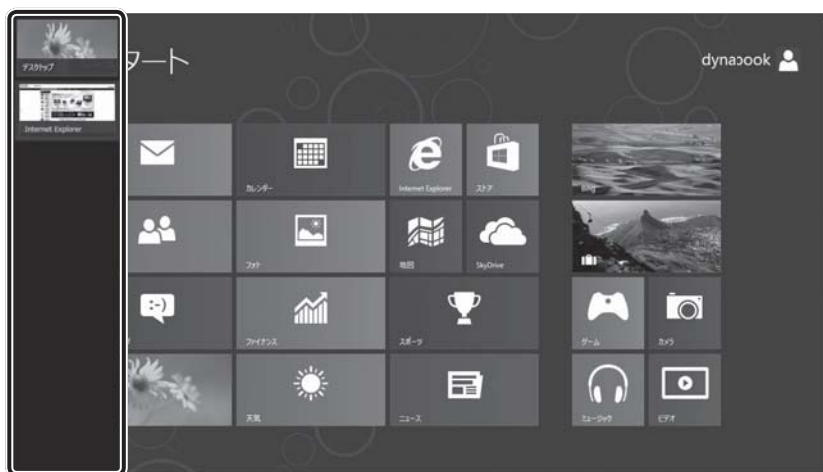 デスクトップ
Internet Explorer
タート
dynabook
カレンダー
Internet Explorer
ストア
Bing
フォト
地図
SkyDrive
ファイナンス
スポーツ
ゲーム
カメラ
天気
ニュース
ミュージック
ビデオ